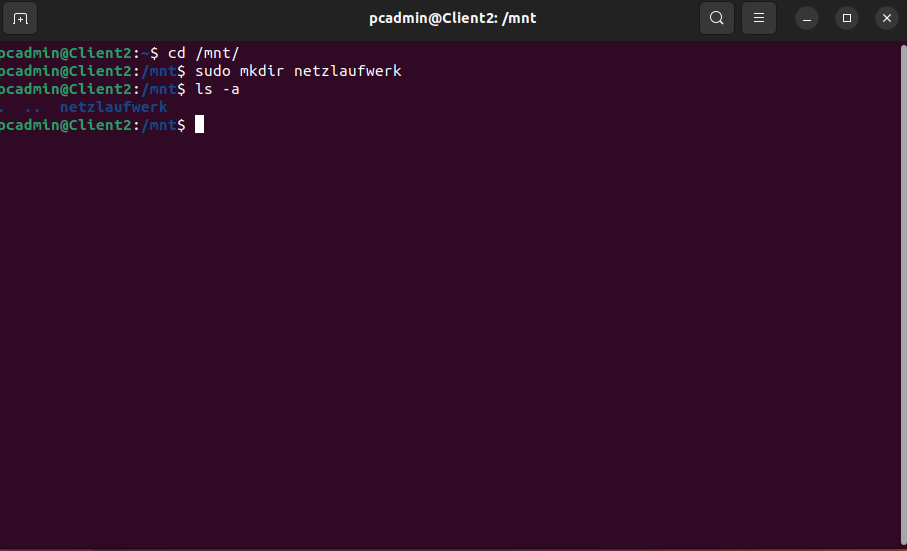 pcadmin@Client2: /mnt
pcadmin@Client2:~$ cd /mnt/
pcadmin@Client2:/mnt$ sudo mkdir netzlaufwerk
pcadmin@Client2:/mnt$ ls -a
.  ..  netzlaufwerk
pcadmin@Client2:/mnt$